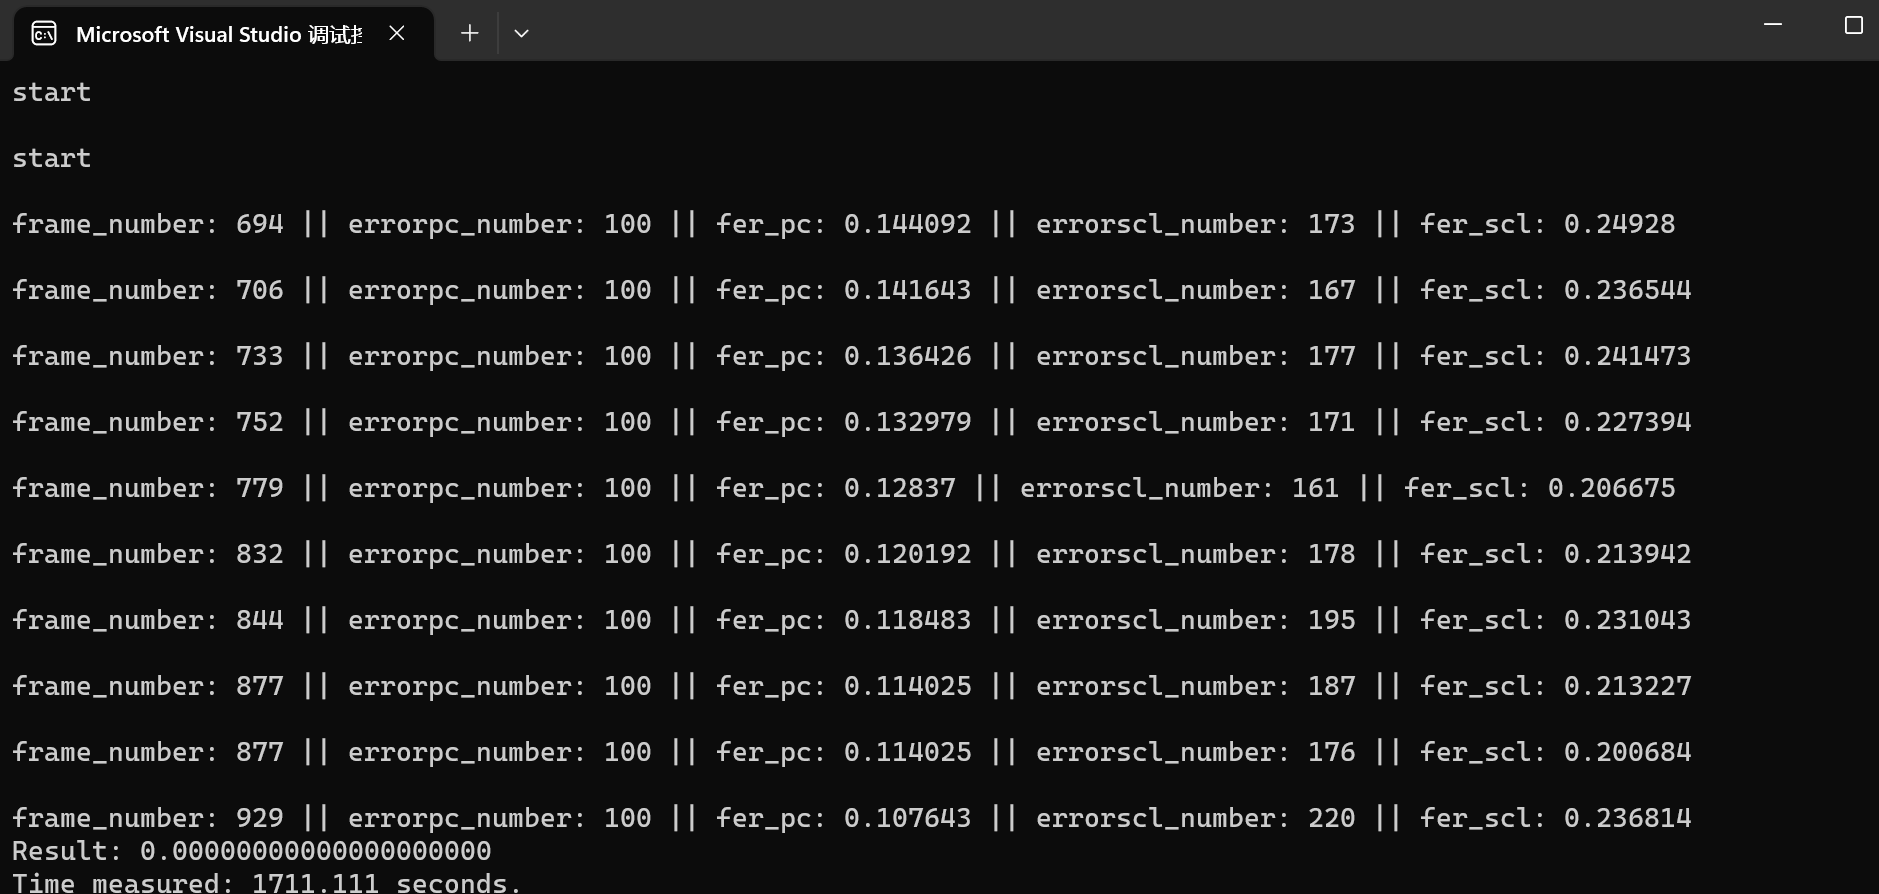 Microsoft Visual Studio 调试
start
start
frame_number: 694 || errorpc_number: 100 || fer_pc: 0.144092 || errorscl_number: 173 || fer_scl: 0.24928
frame_number: 706 || errorpc_number: 100 || fer_pc: 0.141643 || errorscl_number: 167 || fer_scl: 0.236544
frame_number: 733 || errorpc_number: 100 || fer_pc: 0.136426 || errorscl_number: 177 || fer_scl: 0.241473
frame_number: 752 || errorpc_number: 100 || fer_pc: 0.132979 || errorscl_number: 171 || fer_scl: 0.227394
frame_number: 779 || errorpc_number: 100 || fer_pc: 0.12837 || errorscl_number: 161 || fer_scl: 0.206675
frame_number: 832 || errorpc_number: 100 || fer_pc: 0.120192 || errorscl_number: 178 || fer_scl: 0.213942
frame_number: 844 || errorpc_number: 100 || fer_pc: 0.118483 || errorscl_number: 195 || fer_scl: 0.231043
frame_number: 877 || errorpc_number: 100 || fer_pc: 0.114025 || errorscl_number: 187 || fer_scl: 0.213227
frame_number: 877 || errorpc_number: 100 || fer_pc: 0.114025 || errorscl_number: 176 || fer_scl: 0.200684
frame_number: 929 || errorpc_number: 100 || fer_pc: 0.107643 || errorscl_number: 220 || fer_scl: 0.236814
Result: 0.00000000000000000000
Time measured: 1711.111 seconds.